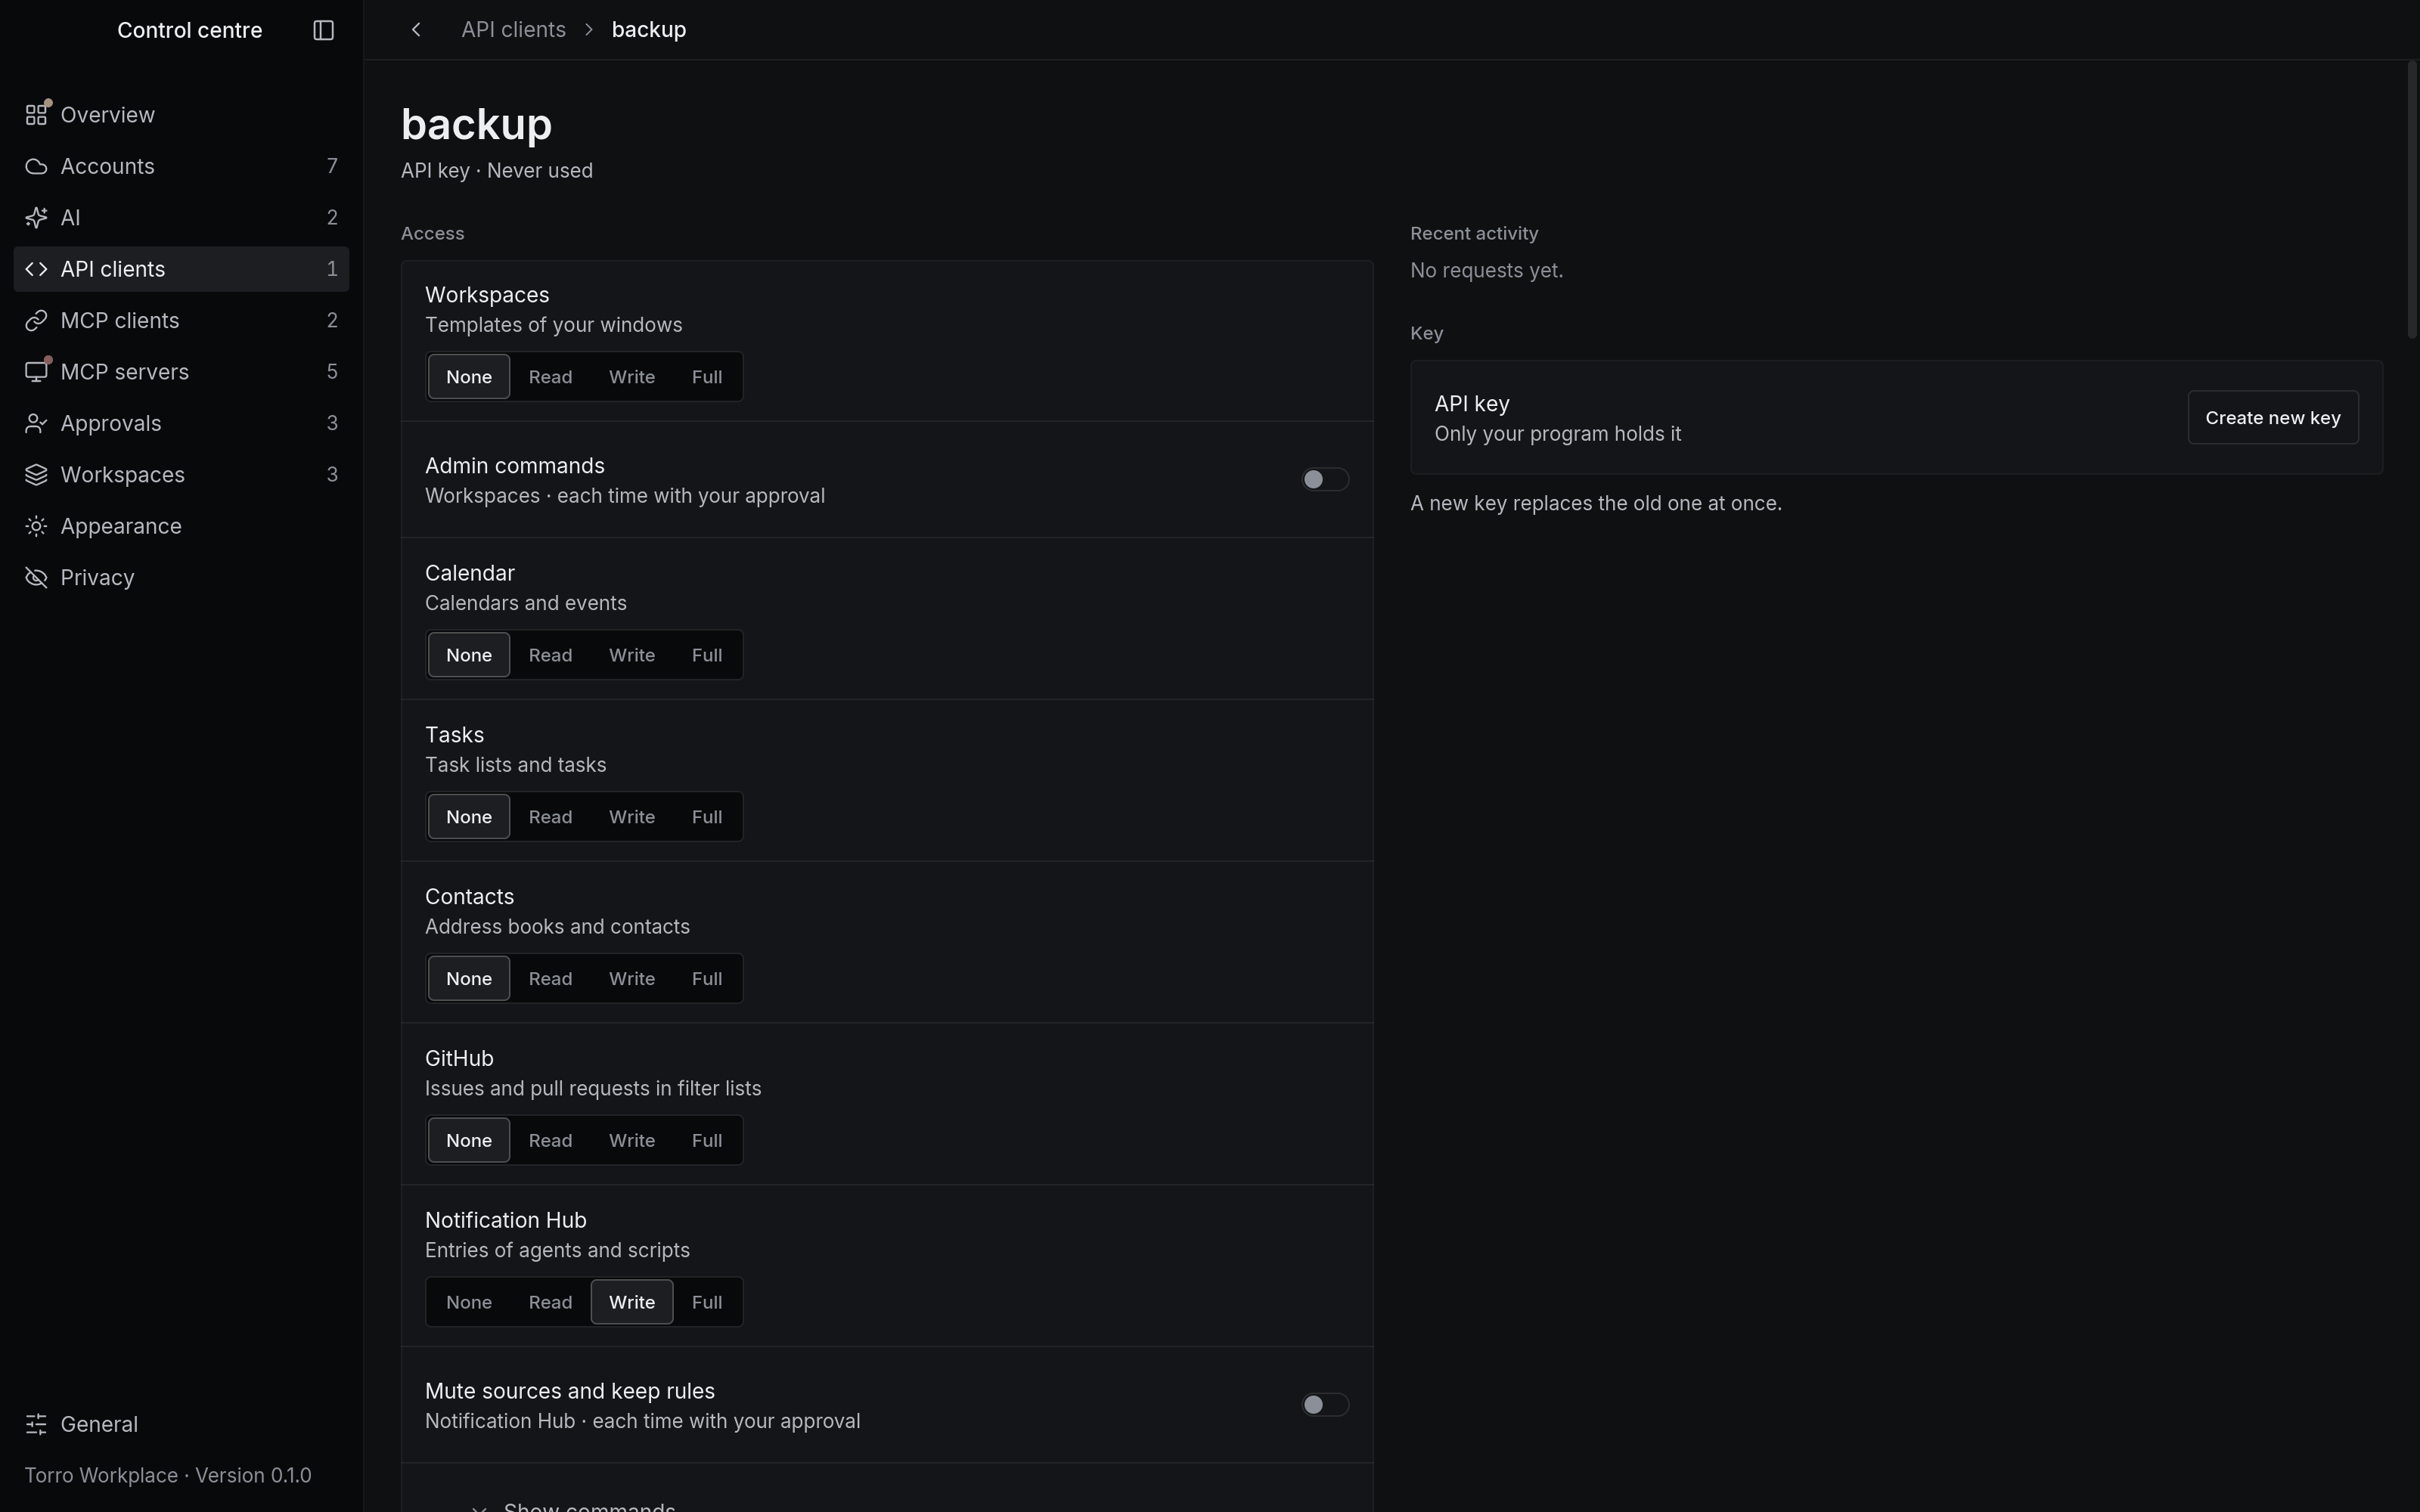 Control centre
Overview
Accounts 7
AI 2
API clients 1
MCP clients 2
MCP servers 5
Approvals 3
Workspaces 3
Appearance
Privacy
General
Torro Workplace · Version 0.1.0
API clients > backup
backup
API key · Never used
Access
Workspaces
Templates of your windows
None Read Write Full
Admin commands
Workspaces · each time with your approval
Calendar
Calendars and events
None Read Write Full
Tasks
Task lists and tasks
None Read Write Full
Contacts
Address books and contacts
None Read Write Full
GitHub
Issues and pull requests in filter lists
None Read Write Full
Notification Hub
Entries of agents and scripts
None Read Write Full
Mute sources and keep rules
Notification Hub · each time with your approval
Show commands
Recent activity
No requests yet.
Key
API key
Only your program holds it
Create new key
A new key replaces the old one at once.